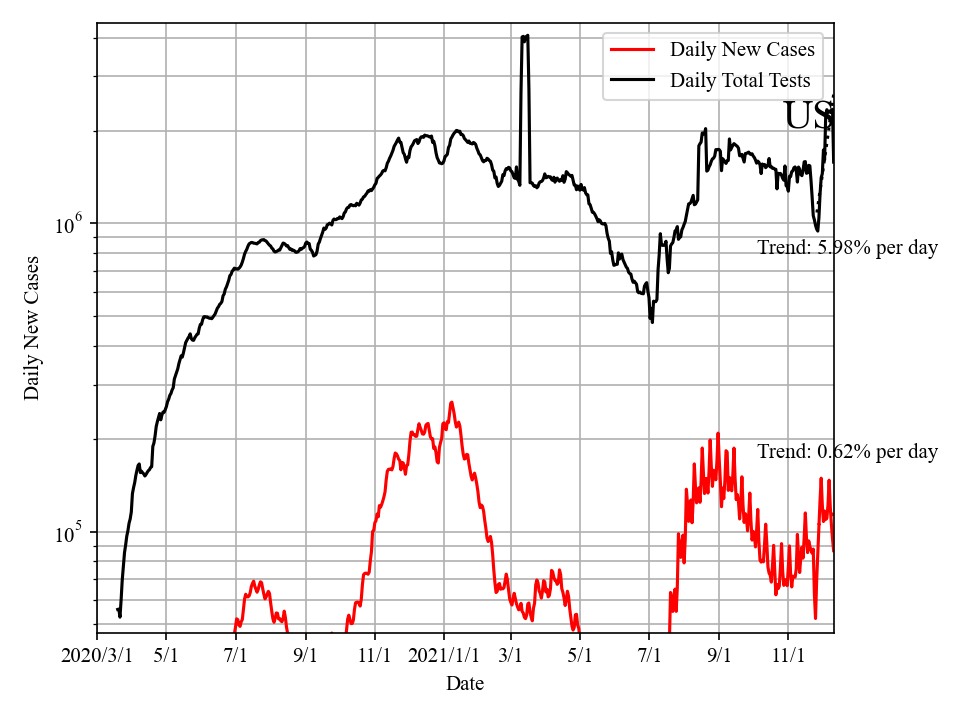 Daily New Cases
Daily Total Tests
US
10^6
Trend: 5.98% per day
Daily New Cases
Trend: 0.62% per day
10^5
2020/3/1 5/1 7/1 9/1 11/1 2021/1/1 3/1 5/1 7/1 9/1 11/1
Date